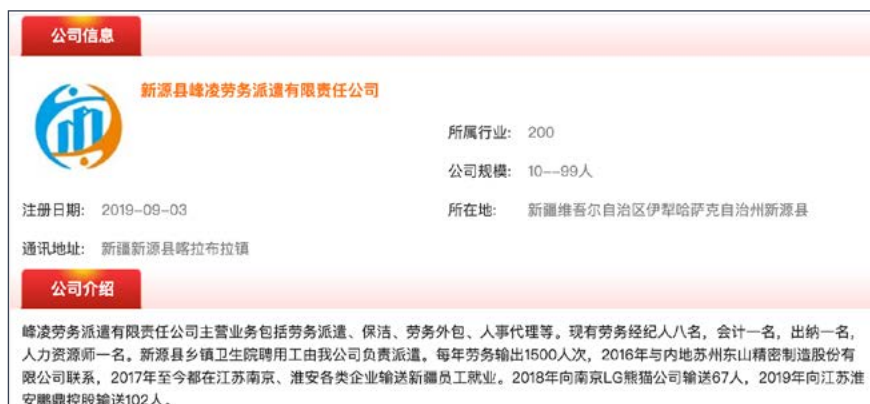 公司信息
新源县峰凌劳务派遣有限责任公司
所属行业: 200
公司规模: 10--99人
注册日期: 2019-09-03
所在地: 新疆维吾尔自治区伊犁哈萨克自治州新源县
通讯地址: 新疆新源县喀拉布拉镇
公司介绍
峰凌劳务派遣有限责任公司主营业务包括劳务派遣、保洁、劳务外包、人事代理等。现有劳务经纪人八名，会计一名，出纳一名，
人力资源师一名。新源县乡镇卫生院聘用工由我公司负责派遣。每年劳务输出1500人次，2016年与内地苏州东山精密制造股份有
限公司联系，2017年至今都在江苏南京、淮安各类企业输送新疆员工就业。2018年向南京LG熊猫公司输送67人，2019年向江苏淮
安鹏鼎控股输送102人。